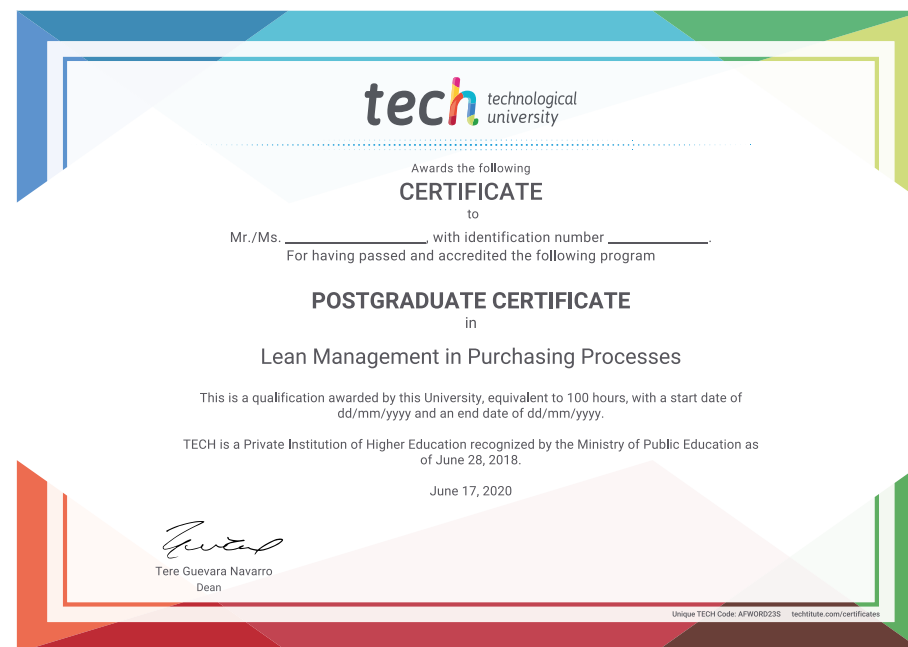 tech technological
university
Awards the following
CERTIFICATE
to
Mr./Ms. ____________________, with identification number ______________.
For having passed and accredited the following program
POSTGRADUATE CERTIFICATE
in
Lean Management in Purchasing Processes
This is a qualification awarded by this University, equivalent to 100 hours, with a start date of
dd/mm/yyyy and an end date of dd/mm/yyyy.
TECH is a Private Institution of Higher Education recognized by the Ministry of Public Education as
of June 28, 2018.
June 17, 2020
Tere Guevara Navarro
Dean
Unique TECH Code: AFWORD23S techtitute.com/certificates